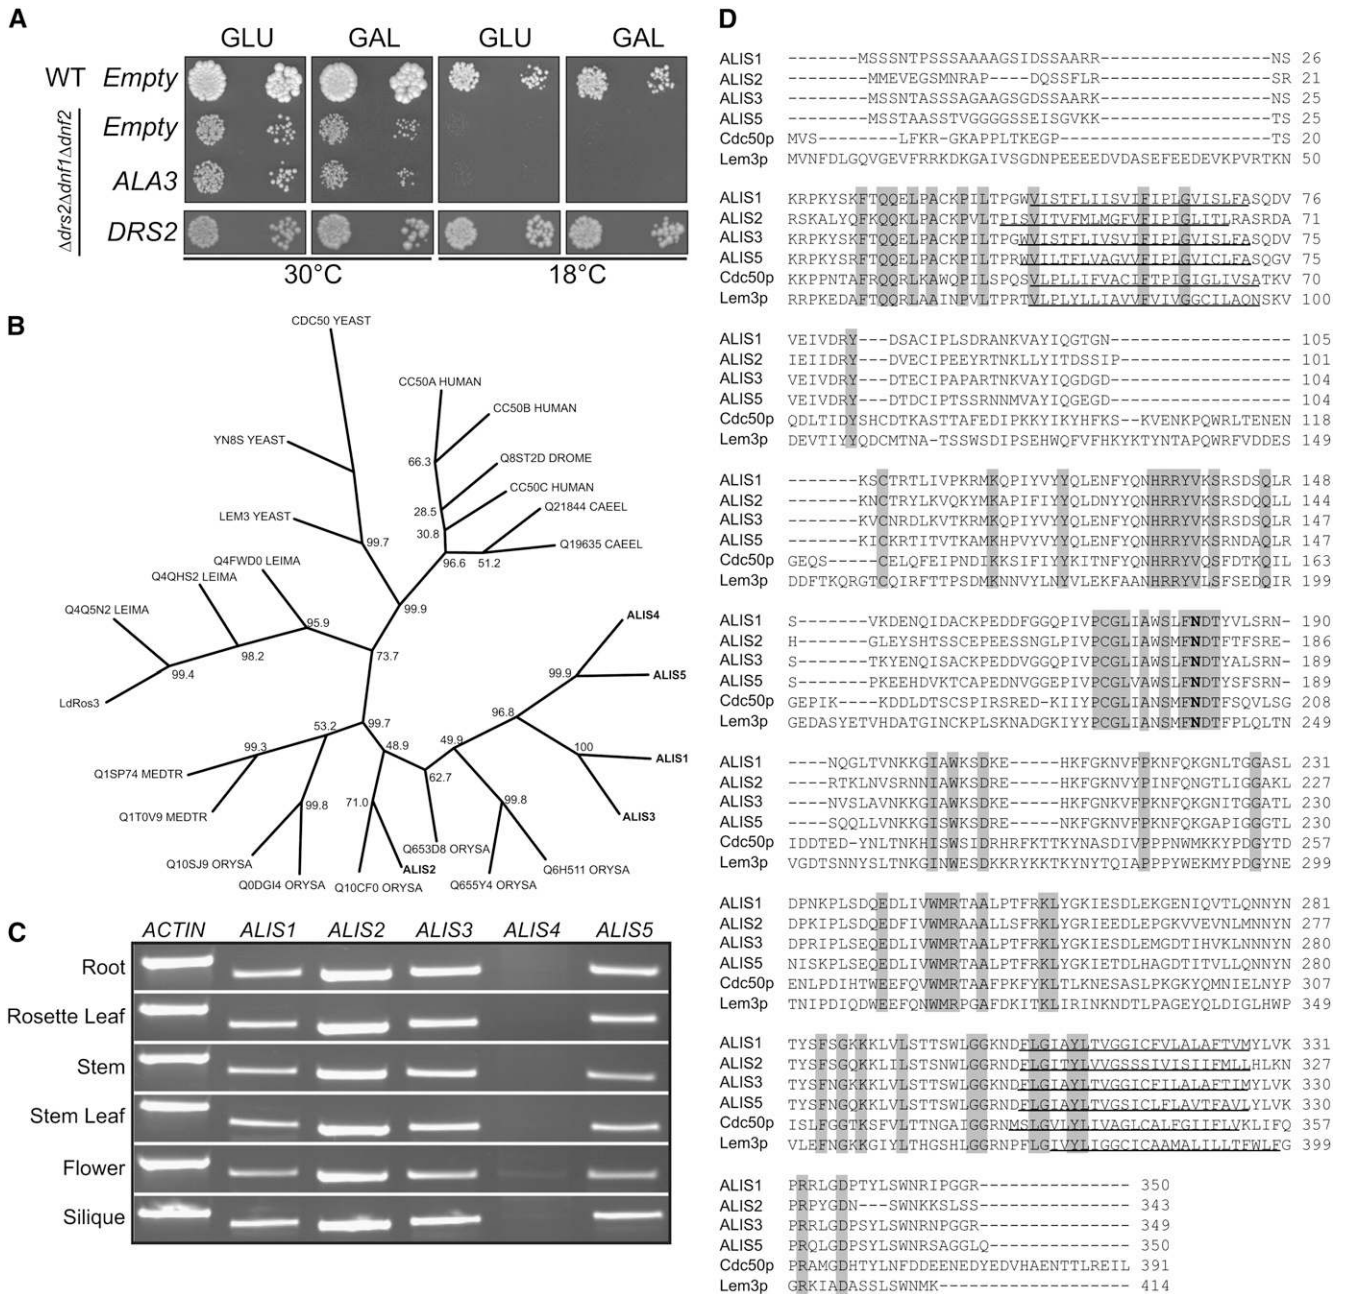 A
GLU GAL GLU GAL
WT Empty
Δdrs2Δdnf1Δdnf2
Empty
ALA3
DRS2
30°C 18°C
B
CDC50 YEAST
CC50A HUMAN
CC50B HUMAN
YN8S YEAST
Q8ST2D DROME
66.3
CC50C HUMAN
28.5
Q21844 CAEEL
LEM3 YEAST
30.8
99.7
Q19635 CAEEL
Q4FWD0 LEIMA
96.6 51.2
Q4QHS2 LEIMA
Q4Q5N2 LEIMA
99.9
95.9
ALIS4
98.2
73.7
99.4
99.9
ALIS5
LdRos3
96.8
53.2 99.7
99.3
48.9 49.9 100
ALIS1
Q1SP74 MEDTR
62.7
99.8 71.0 99.8
Q1T0V9 MEDTR
ALIS3
Q653D8 ORYSA
Q10SJ9 ORYSA
ALIS2
Q6H511 ORYSA
Q0DGI4 ORYSA
Q10CF0 ORYSA
Q655Y4 ORYSA
C
ACTIN ALIS1 ALIS2 ALIS3 ALIS4 ALIS5
Root
Rosette Leaf
Stem
Stem Leaf
Flower
Silique
D
ALIS1 -------MSSSNTPSSSAAAAGSIDSSAARR-----------------NS 26
ALIS2 --------MMEVEGSMNRAP----DQSSFLR-----------------SR 21
ALIS3 --------MSSNTASSSAGAAGSGDSSAARK-----------------NS 25
ALIS5 --------MSSTAASSTVGGGGSSEISGVKK-----------------TS 25
Cdc50p MVS--------LFKR-GKAPPLTKEGP---------------------TS 20
Lem3p MVNFDLGQVGEVFRRKDKGAIVSGDNPEEEEDVDASEFEEDEVKPVRTKN 50
ALIS1 KRPKYSKFTQQELPACKPILTPGWVISTFLIISVIFIPLGVISLFASQDV 76
ALIS2 RSKALYQFKQQKLPACKPVLTPISVITVFMLMGFVFIPIGLITLRASRDA 71
ALIS3 KRPKYSKFTQQELPACKPILTPGWVISTFLIVSVIFIPLGVISLFASQDV 75
ALIS5 KRPKYSRFTQQELPACKPILTPRWVILTFLVAGVVFIPLGVICLFASQGV 75
Cdc50p KKPPNTAFRQQRLKAWQPILSPQSVLPLLIFVACIFTPIGIGLIVSATKV 70
Lem3p RRPKEDAFTQQRLAAINPVLTPRTVLPLYLLIAVVFVIVGGCILAQNSKV 100
ALIS1 VEIVDRY---DSACIPLSDRANKVAYIQGTGN------------------ 105
ALIS2 IEIIDRY---DVECIPEEYRTNKLLYITDSSIP----------------- 101
ALIS3 VEIVDRY---DTECIPAPARTNKVAYIQGDGD------------------ 104
ALIS5 VEIVDRY---DTDCIPTSSRNNMVAYIQGEGD------------------ 104
Cdc50p QDLTIDYSHCDTKASTTAFEDIPKKYIKYHFKS--KVENKPQWRLTENEN 118
Lem3p DEVTIYYQDCMTNA-TSSWSDIPSEHWQFVFHKYKTYNTAPQWRFVDDES 149
ALIS1 -------KSCTRTLIVPKRMKQPIYVYYQLENFYQNHRRYVKSRSDSQLR 148
ALIS2 -------KNCTRYLKVQKYMKAPIFIYYQLDNYYQNHRRYVKSRSDQQLL 144
ALIS3 -------KVCNRDLKVTKRMKQPIYVYYQLENFYQNHRRYVKSRSDSQLR 147
ALIS5 -------KICKRTITVTKAMKHPVYVYYQLENFYQNHRRYVKSRNDAQLR 147
Cdc50p GEQS-----CELQFEIPNDIKKSIFIYYKITNFYQNHRRYVQSFDTKQIL 163
Lem3p DDFTKQRGTCQIRFTTPSDMKNNVYLNYVLEKFAANHRRYVLSFSEDQIR 199
ALIS1 S------VKDENQIDACKPEDDFGGQPIVPCGLIAWSLFNDTYVLSRN- 190
ALIS2 H------GLEYSHTSSCEPEESSNGLPIVPCGLIAWSMFNDTFTFSRE- 186
ALIS3 S------TKYENQISACKPEDDVGGQPIVPCGLIAWSLFNDTYALSRN- 189
ALIS5 S------PKEEHDVKTCAPEDNVGGEPIVPCGLVAWSLFNDTYSFSRN- 189
Cdc50p GEPIK----KDDLDTSCSPIRSREDKIIYPCGLIANSMFNDTFSQVLSG 208
Lem3p GEDASYETVHDATGINCKPLSKNADGKIIYPCGLIANSMFNDTFPLQLTN 249
ALIS1 ----NQGLTVNKKGIAWKSDKE-----HKFGKNVFPKNFQKGNLTGGASL 231
ALIS2 ----RTKLNVSRNNIAWKSDRE-----HKFGKNVYPINFQNGTLIGGAKL 227
ALIS3 ----NVSLAVNKKGIAWKSDKE-----HKFGNKVFPKNFQKGNITGGATL 230
ALIS5 ----SQQLLVNKKGISWKSDRE-----NKFGKNVFPKNFQKGAPIGGGTL 230
Cdc50p IDDTED-YNLTNKHISWSIDRHRFKTTKYNASDIVPPPNWMKKYPDGYTD 257
Lem3p VGDTSNNYSLTNKGINWESDKKRYKKTKYNYTQIAPPPYWEKMYPDGYNE 299
ALIS1 DPNKPLSDQEDLIVWMRTAALPTFRKLYGKIESDLEKGENIQVTLQNNYN 281
ALIS2 DPKIPLSDQEDFIVWMRAAALLSFRKLYGRIEEDLEPGKVVEVNLMNNYN 277
ALIS3 DPRIPLSEQEDLIVWMRTAALPTFRKLYGKIESDLEMGDTIHVKLNNNYN 280
ALIS5 NISKPLSEQEDLIVWMRTAALPTFRKLYGKIETDLHAGDTITVLLQNNYN 280
Cdc50p ENLPDIHTWEEFQVWMRTAAFPKFYKLTLKNESASLPKGKYQMNIELNYP 307
Lem3p TNIPDIQDWEEFQNWMRPGAFDKITKLIRINKNDTLPAGEYQLDIGLHWP 349
ALIS1 TYSFSGKKKLVLSTTSWLGGKNDFLGIAYLTVGGICFVLALAFTVMYLVK 331
ALIS2 TYSFSGQKKLILSTSNWLGGRNDFLGITYLVVGSSSIVISIIFMLLHLKN 327
ALIS3 TYSFNGKKKLVLSTTSWLGGKNDFLGIAYLTVGGICFILALAFTIMYLVK 330
ALIS5 TYSFNGQKKLVLSTTSWLGGRNDFLGIAYLTVGSICLFLAVTFAVLYLVK 330
Cdc50p ISLFGGTKSFVLTTNGAIGGRNMSLGVLYLIVAGLCALFGIIFLVKLIFQ 357
Lem3p VLEFNGKKGIYLTHGSHLGGRNPFLGIVYLIGGCICAAMALILLTFWLFG 399
ALIS1 PRRLGDPTYLSWNRIPGGR--------------- 350
ALIS2 PRPYGDN---SWNKKSLSS--------------- 343
ALIS3 PRRLGDPSYLSWNRNPGGR--------------- 349
ALIS5 PRQLGDPSYLSWNRSAGGLQ-------------- 350
Cdc50p PRAMGDHTYLNFDDEENEDYEDVHAENTTLREIL 391
Lem3p GRKIADASSLSWNMK------------------- 414